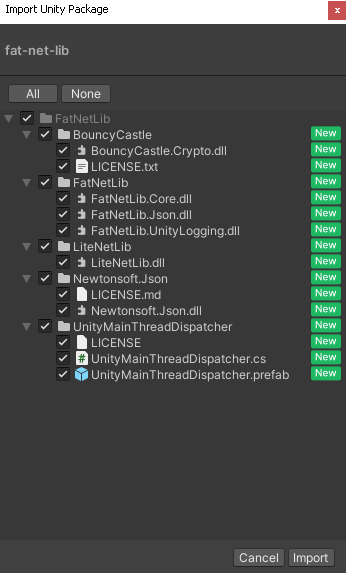 Import Unity Package
x
fat-net-lib
All None
FatNetLib
BouncyCastle New
BouncyCastle.Crypto.dll New
LICENSE.txt New
FatNetLib New
FatNetLib.Core.dll New
FatNetLib.Json.dll New
FatNetLib.UnityLogging.dll New
LiteNetLib New
LiteNetLib.dll New
Newtonsoft.Json New
LICENSE.md New
Newtonsoft.Json.dll New
UnityMainThreadDispatcher New
LICENSE New
# UnityMainThreadDispatcher.cs New
UnityMainThreadDispatcher.prefab New
Cancel Import